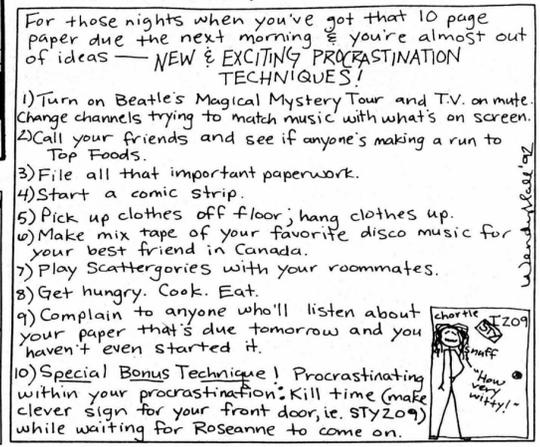 For those nights when you've got that 10 page
paper due the next morning & you're almost out
of ideas — NEW & EXCITING PROCRASTINATION
TECHNIQUES!
1) Turn on Beatle's Magical Mystery Tour and T.V. on mute.
Change channels trying to match music with what's on screen.
2) Call your friends and see if anyone's making a run to
Top Foods.
3) File all that important paperwork.
4) Start a comic strip.
5) Pick up clothes off floor; hang clothes up.
6) Make mix tape of your favorite disco music for
your best friend in Canada.
7) Play Scattergories with your roommates.
8) Get hungry. Cook. Eat.
9) Complain to anyone who'll listen about
your paper that's due tomorrow and you
haven't even started it.
10) Special Bonus Technique! Procrastinating
within your procrastination: Kill time (make
clever sign for your front door, ie. STY209)
while waiting for Roseanne to come on.
chortle
STY
I209
snuff
"How
very
witty!"